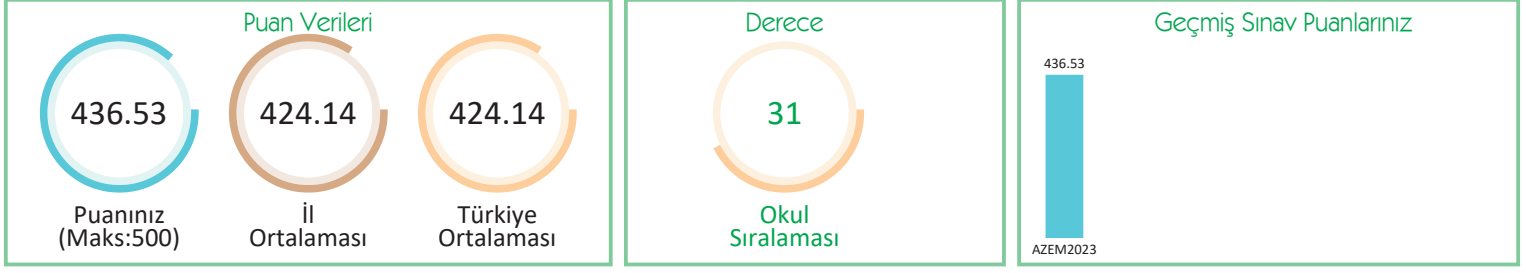 Puan Verileri
436.53
424.14
424.14
Puanınız
(Maks:500)
İl
Ortalaması
Türkiye
Ortalaması
Derece
31
Okul
Sıralaması
Geçmiş Sınav Puanlarınız
436.53
AZEM2023